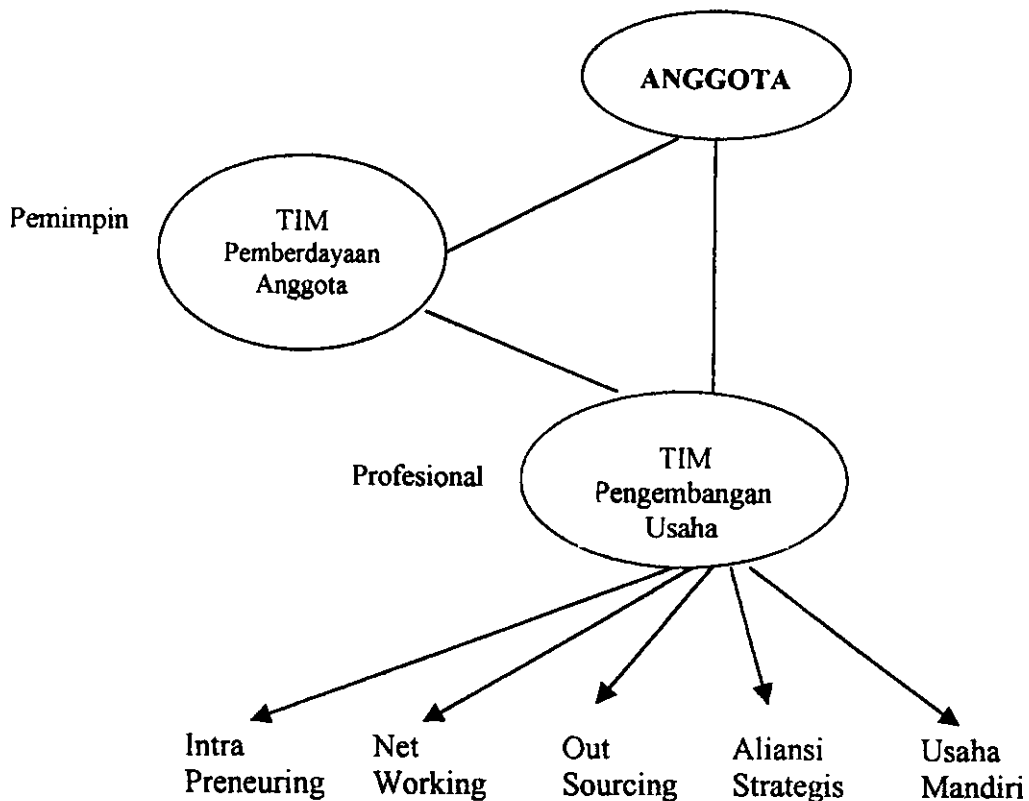 ANGGOTA
Pemimpin
TIM
Pemberdayaan
Anggota
Profesional
TIM
Pengembangan
Usaha
Intra
Preneuring
Net
Working
Out
Sourcing
Aliansi
Strategis
Usaha
Mandiri